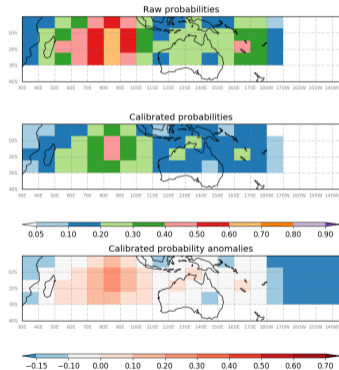 Raw probabilities
10S
20S
30S
40S
30E 40E 50E 60E 70E 80E 90E 100E 110E 120E 130E 140E 150E 160E 170E 180E 170W 160W 150W 140W
Calibrated probabilities
10S
20S
30S
40S
30E 40E 50E 60E 70E 80E 90E 100E 110E 120E 130E 140E 150E 160E 170E 180E 170W 160W 150W 140W
0.05 0.10 0.20 0.30 0.40 0.50 0.60 0.70 0.80 0.90
Calibrated probability anomalies
10S
20S
30S
40S
30E 40E 50E 60E 70E 80E 90E 100E 110E 120E 130E 140E 150E 160E 170E 180E 170W 160W 150W 140W
-0.15 -0.10 0.00 0.10 0.20 0.30 0.40 0.50 0.60 0.70